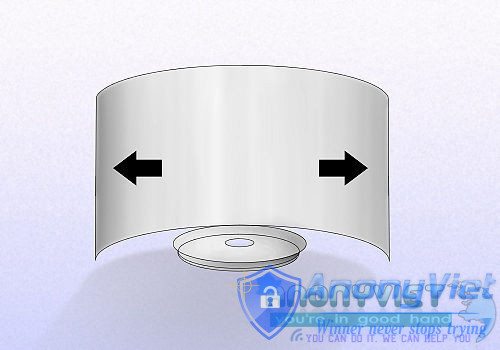 AnonyViet
You're in good hand
Winner never stops trying
YOU CAN DO IT. WE CAN HELP YOU